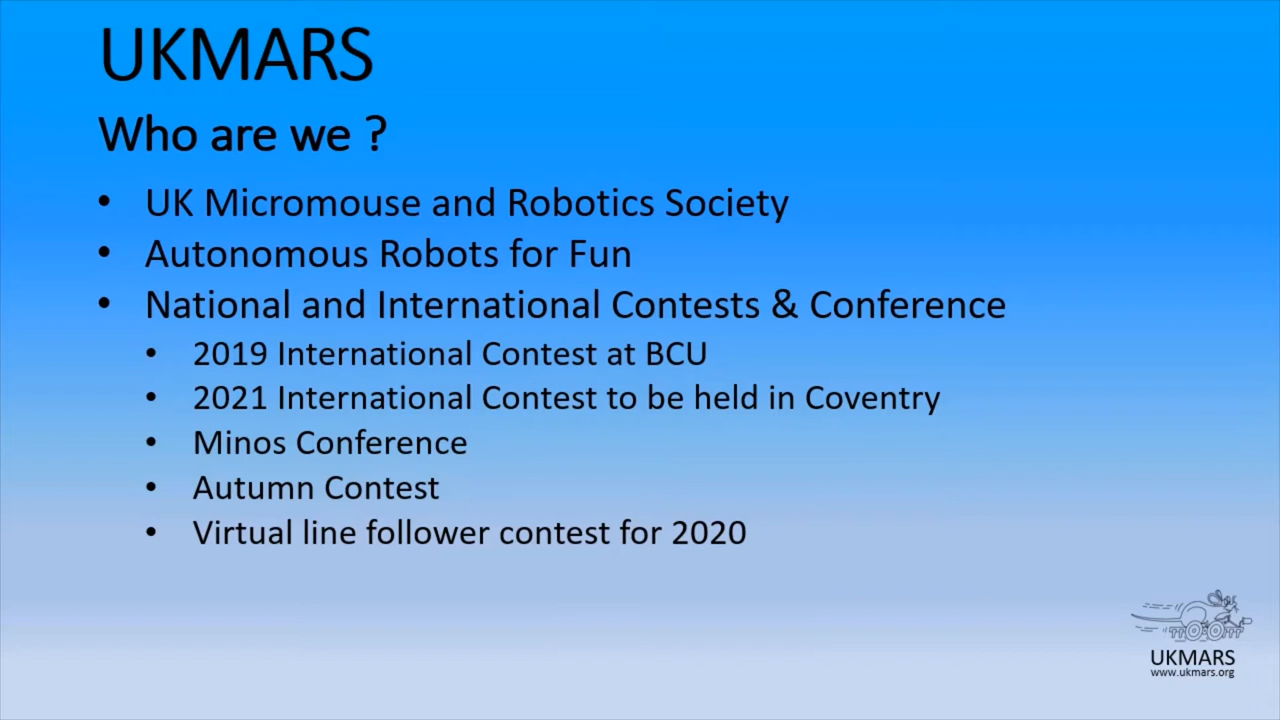 UKMARS
Who are we ?
• UK Micromouse and Robotics Society
• Autonomous Robots for Fun
• National and International Contests & Conference
• 2019 International Contest at BCU
• 2021 International Contest to be held in Coventry
• Minos Conference
• Autumn Contest
• Virtual line follower contest for 2020
UKMARS
www.ukmars.org